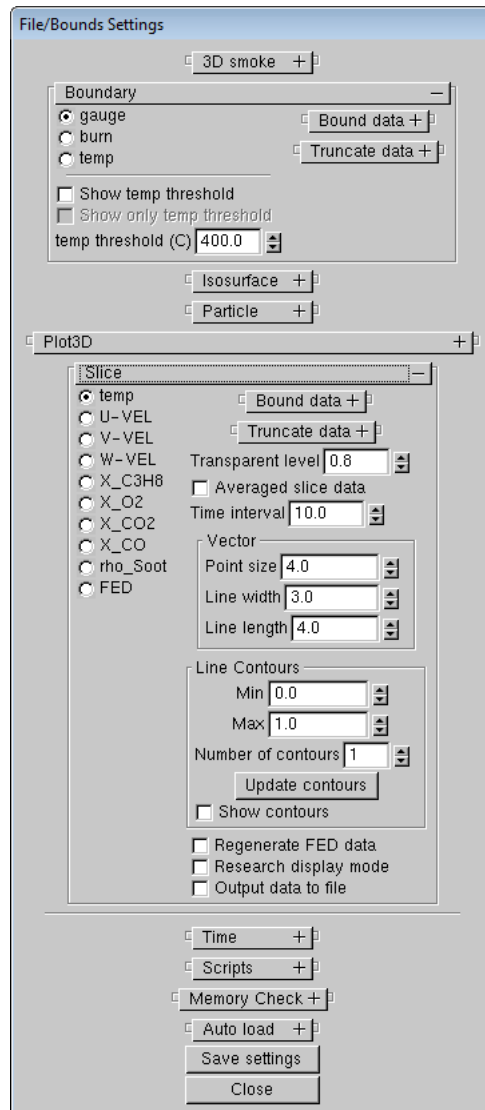 File/Bounds Settings
3D smoke +
Boundary −
gauge
burn
temp
Bound data +
Truncate data +
Show temp threshold
Show only temp threshold
temp threshold (C) 400.0
Isosurface +
Particle +
Plot3D +
Slice −
temp
U-VEL
V-VEL
W-VEL
X_C3H8
X_O2
X_CO2
X_CO
rho_Soot
FED
Bound data +
Truncate data +
Transparent level 0.8
Averaged slice data
Time interval 10.0
Vector
Point size 4.0
Line width 3.0
Line length 4.0
Line Contours
Min 0.0
Max 1.0
Number of contours 1
Update contours
Show contours
Regenerate FED data
Research display mode
Output data to file
Time +
Scripts +
Memory Check +
Auto load +
Save settings
Close